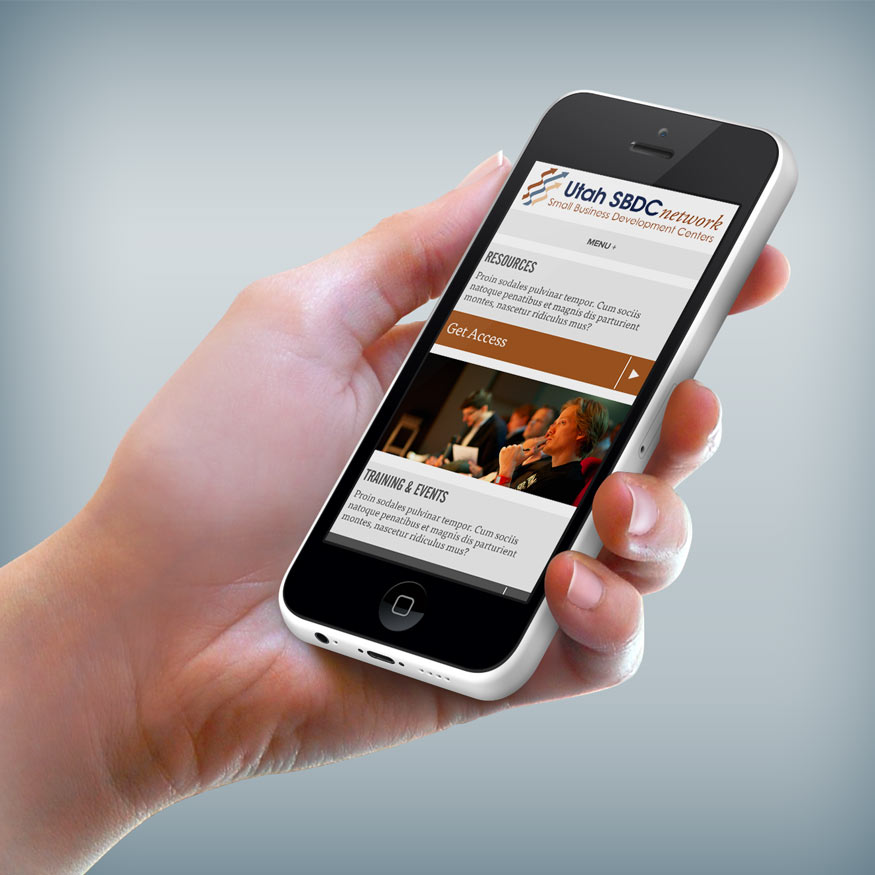 Utah SBDC network
Small Business Development Centers
MENU +
RESOURCES
Proin sodales pulvinar tempor. Cum sociis
natoque penatibus et magnis dis parturient
montes, nascetur ridiculus mus?
Get Access
TRAINING & EVENTS
Proin sodales pulvinar tempor. Cum sociis
natoque penatibus et magnis dis parturient
montes, nascetur ridiculus mus?